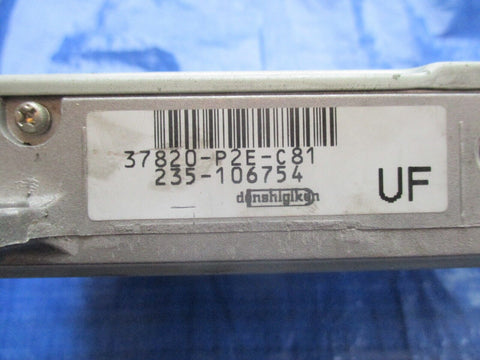 37820-P2E-C81
235-106754
denshigiken
UF